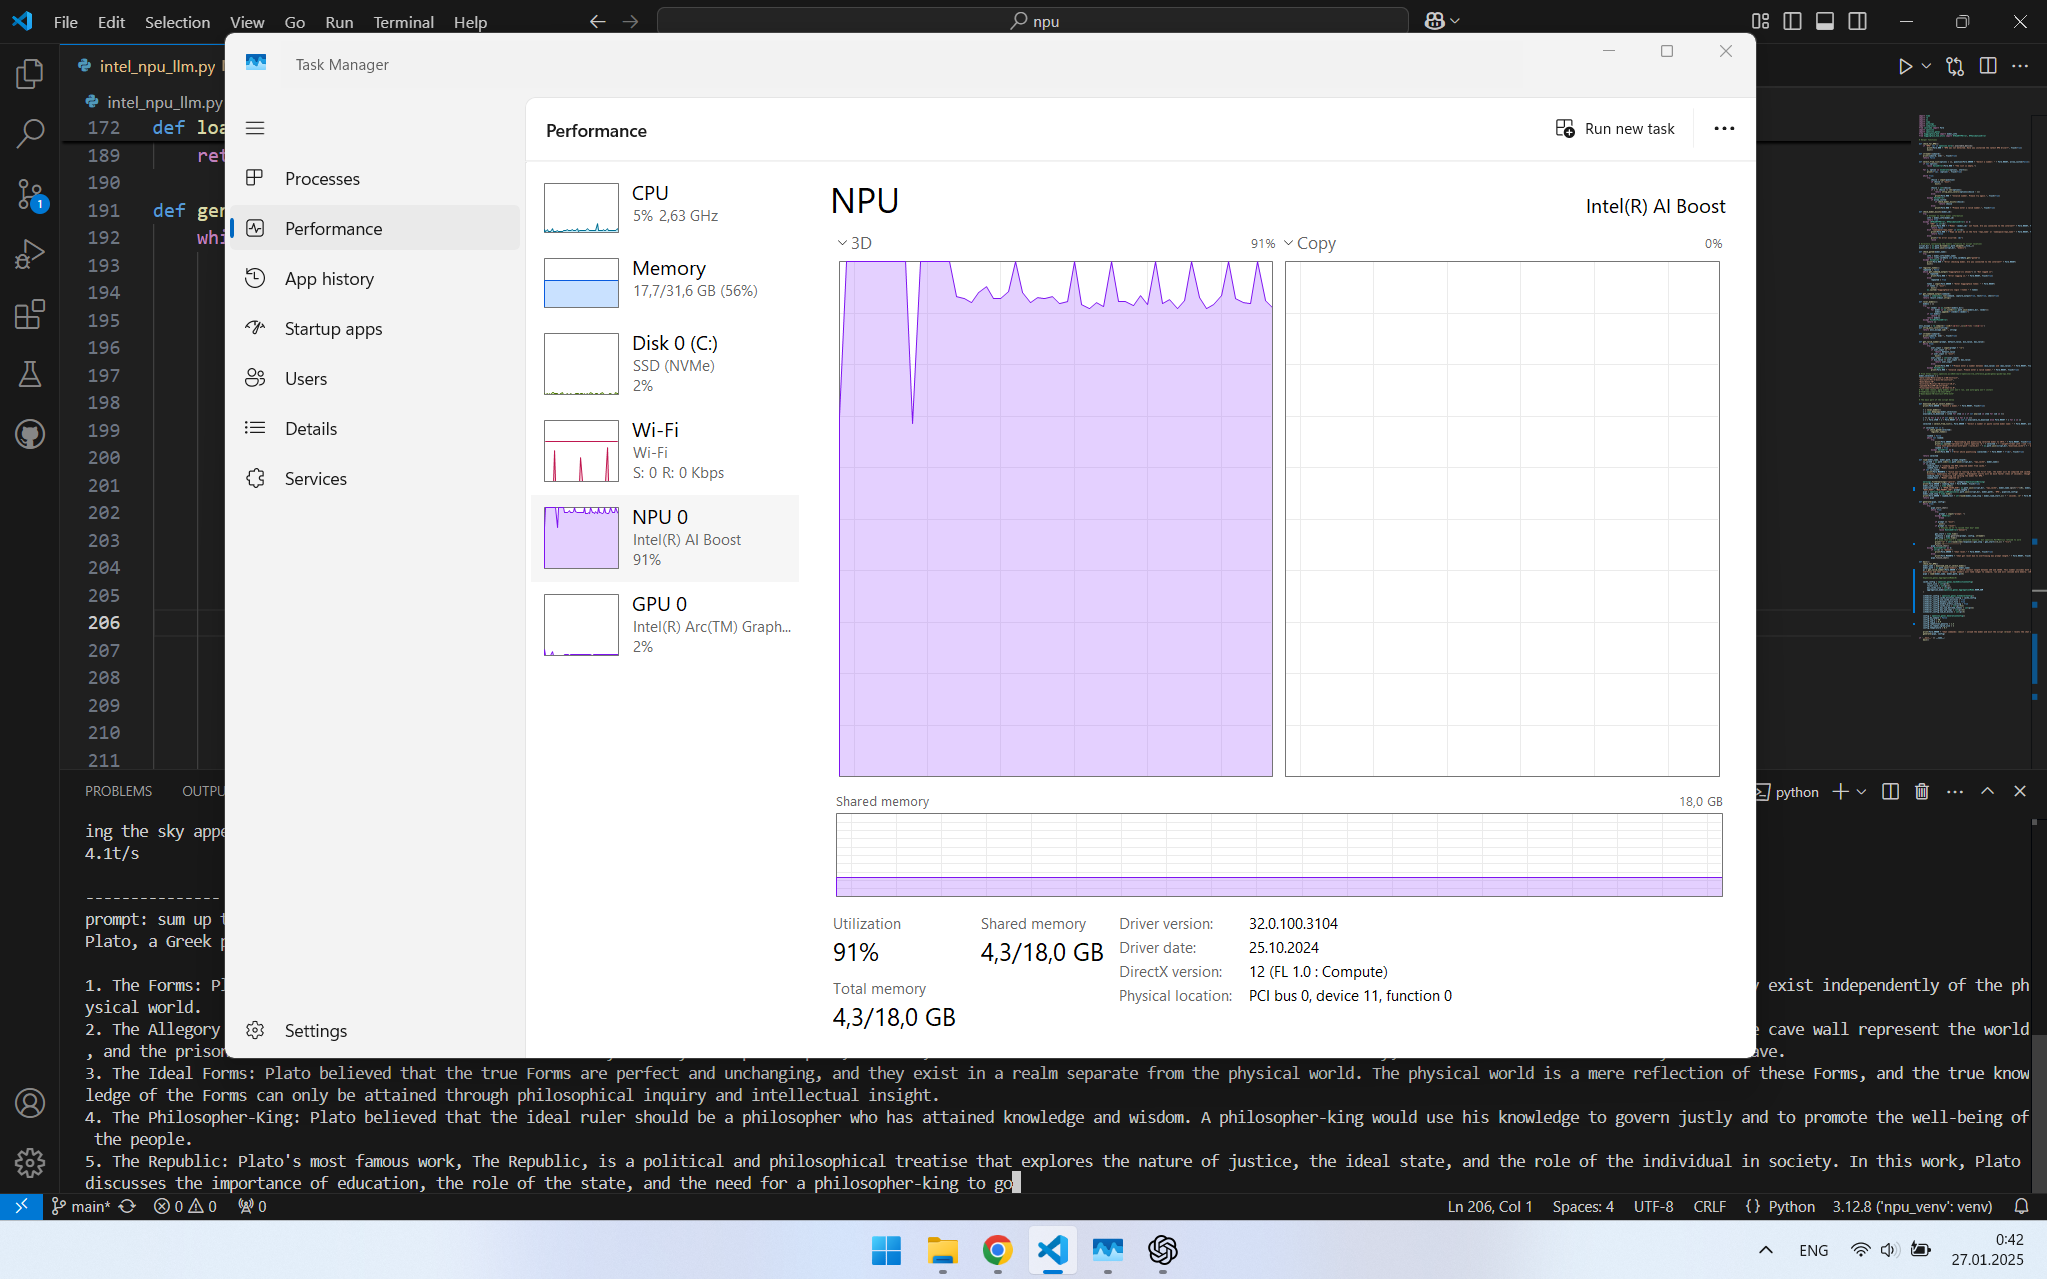 File Edit Selection View Go Run Terminal Help
npu
intel_npu_llm.py
intel_npu_llm.py
172 def loa
189 ret
190
191 def gen
192 whi
193
194
195
196
197
198
199
200
201
202
203
204
205
206
207
208
209
210
211
1
Task Manager
Processes
Performance
App history
Startup apps
Users
Details
Services
Settings
Performance
Run new task
CPU
5% 2,63 GHz
Memory
17,7/31,6 GB (56%)
Disk 0 (C:)
SSD (NVMe)
2%
Wi-Fi
Wi-Fi
S: 0 R: 0 Kbps
NPU 0
Intel(R) AI Boost
91%
GPU 0
Intel(R) Arc(TM) Graph...
2%
NPU
Intel(R) AI Boost
3D 91%
Copy 0%
Shared memory 18,0 GB
Utilization
91%
Shared memory
4,3/18,0 GB
Total memory
4,3/18,0 GB
Driver version: 32.0.100.3104
Driver date: 25.10.2024
DirectX version: 12 (FL 1.0 : Compute)
Physical location: PCI bus 0, device 11, function 0
PROBLEMS OUTPU
python
ing the sky appe
4.1t/s
---------------
prompt: sum up t
Plato, a Greek p
1. The Forms: Pl y exist independently of the ph
ysical world.
2. The Allegory e cave wall represent the world
, and the prison ave.
3. The Ideal Forms: Plato believed that the true Forms are perfect and unchanging, and they exist in a realm separate from the physical world. The physical world is a mere reflection of these Forms, and the true know
ledge of the Forms can only be attained through philosophical inquiry and intellectual insight.
4. The Philosopher-King: Plato believed that the ideal ruler should be a philosopher who has attained knowledge and wisdom. A philosopher-king would use his knowledge to govern justly and to promote the well-being of
the people.
5. The Republic: Plato's most famous work, The Republic, is a political and philosophical treatise that explores the nature of justice, the ideal state, and the role of the individual in society. In this work, Plato
discusses the importance of education, the role of the state, and the need for a philosopher-king to go
main* 0 0 0
Ln 206, Col 1 Spaces: 4 UTF-8 CRLF {} Python 3.12.8 ('npu_venv': venv)
ENG
0:42
27.01.2025